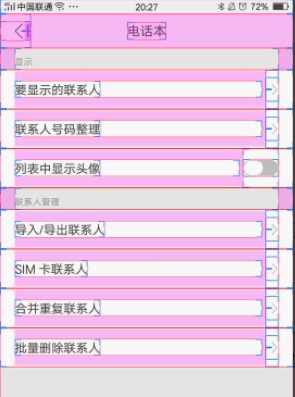 中国联通 ... 20:27 72%
电话本
显示
要显示的联系人
联系人号码整理
列表中显示头像
联系人管理
导入/导出联系人
SIM 卡联系人
合并重复联系人
批量删除联系人